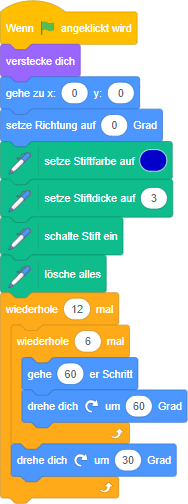 Wenn angeklickt wird
verstecke dich
gehe zu x: 0 y: 0
setze Richtung auf 0 Grad
setze Stiftfarbe auf
setze Stiftdicke auf 3
schalte Stift ein
lösche alles
wiederhole 12 mal
wiederhole 6 mal
gehe 60 er Schritt
drehe dich um 60 Grad
drehe dich um 30 Grad